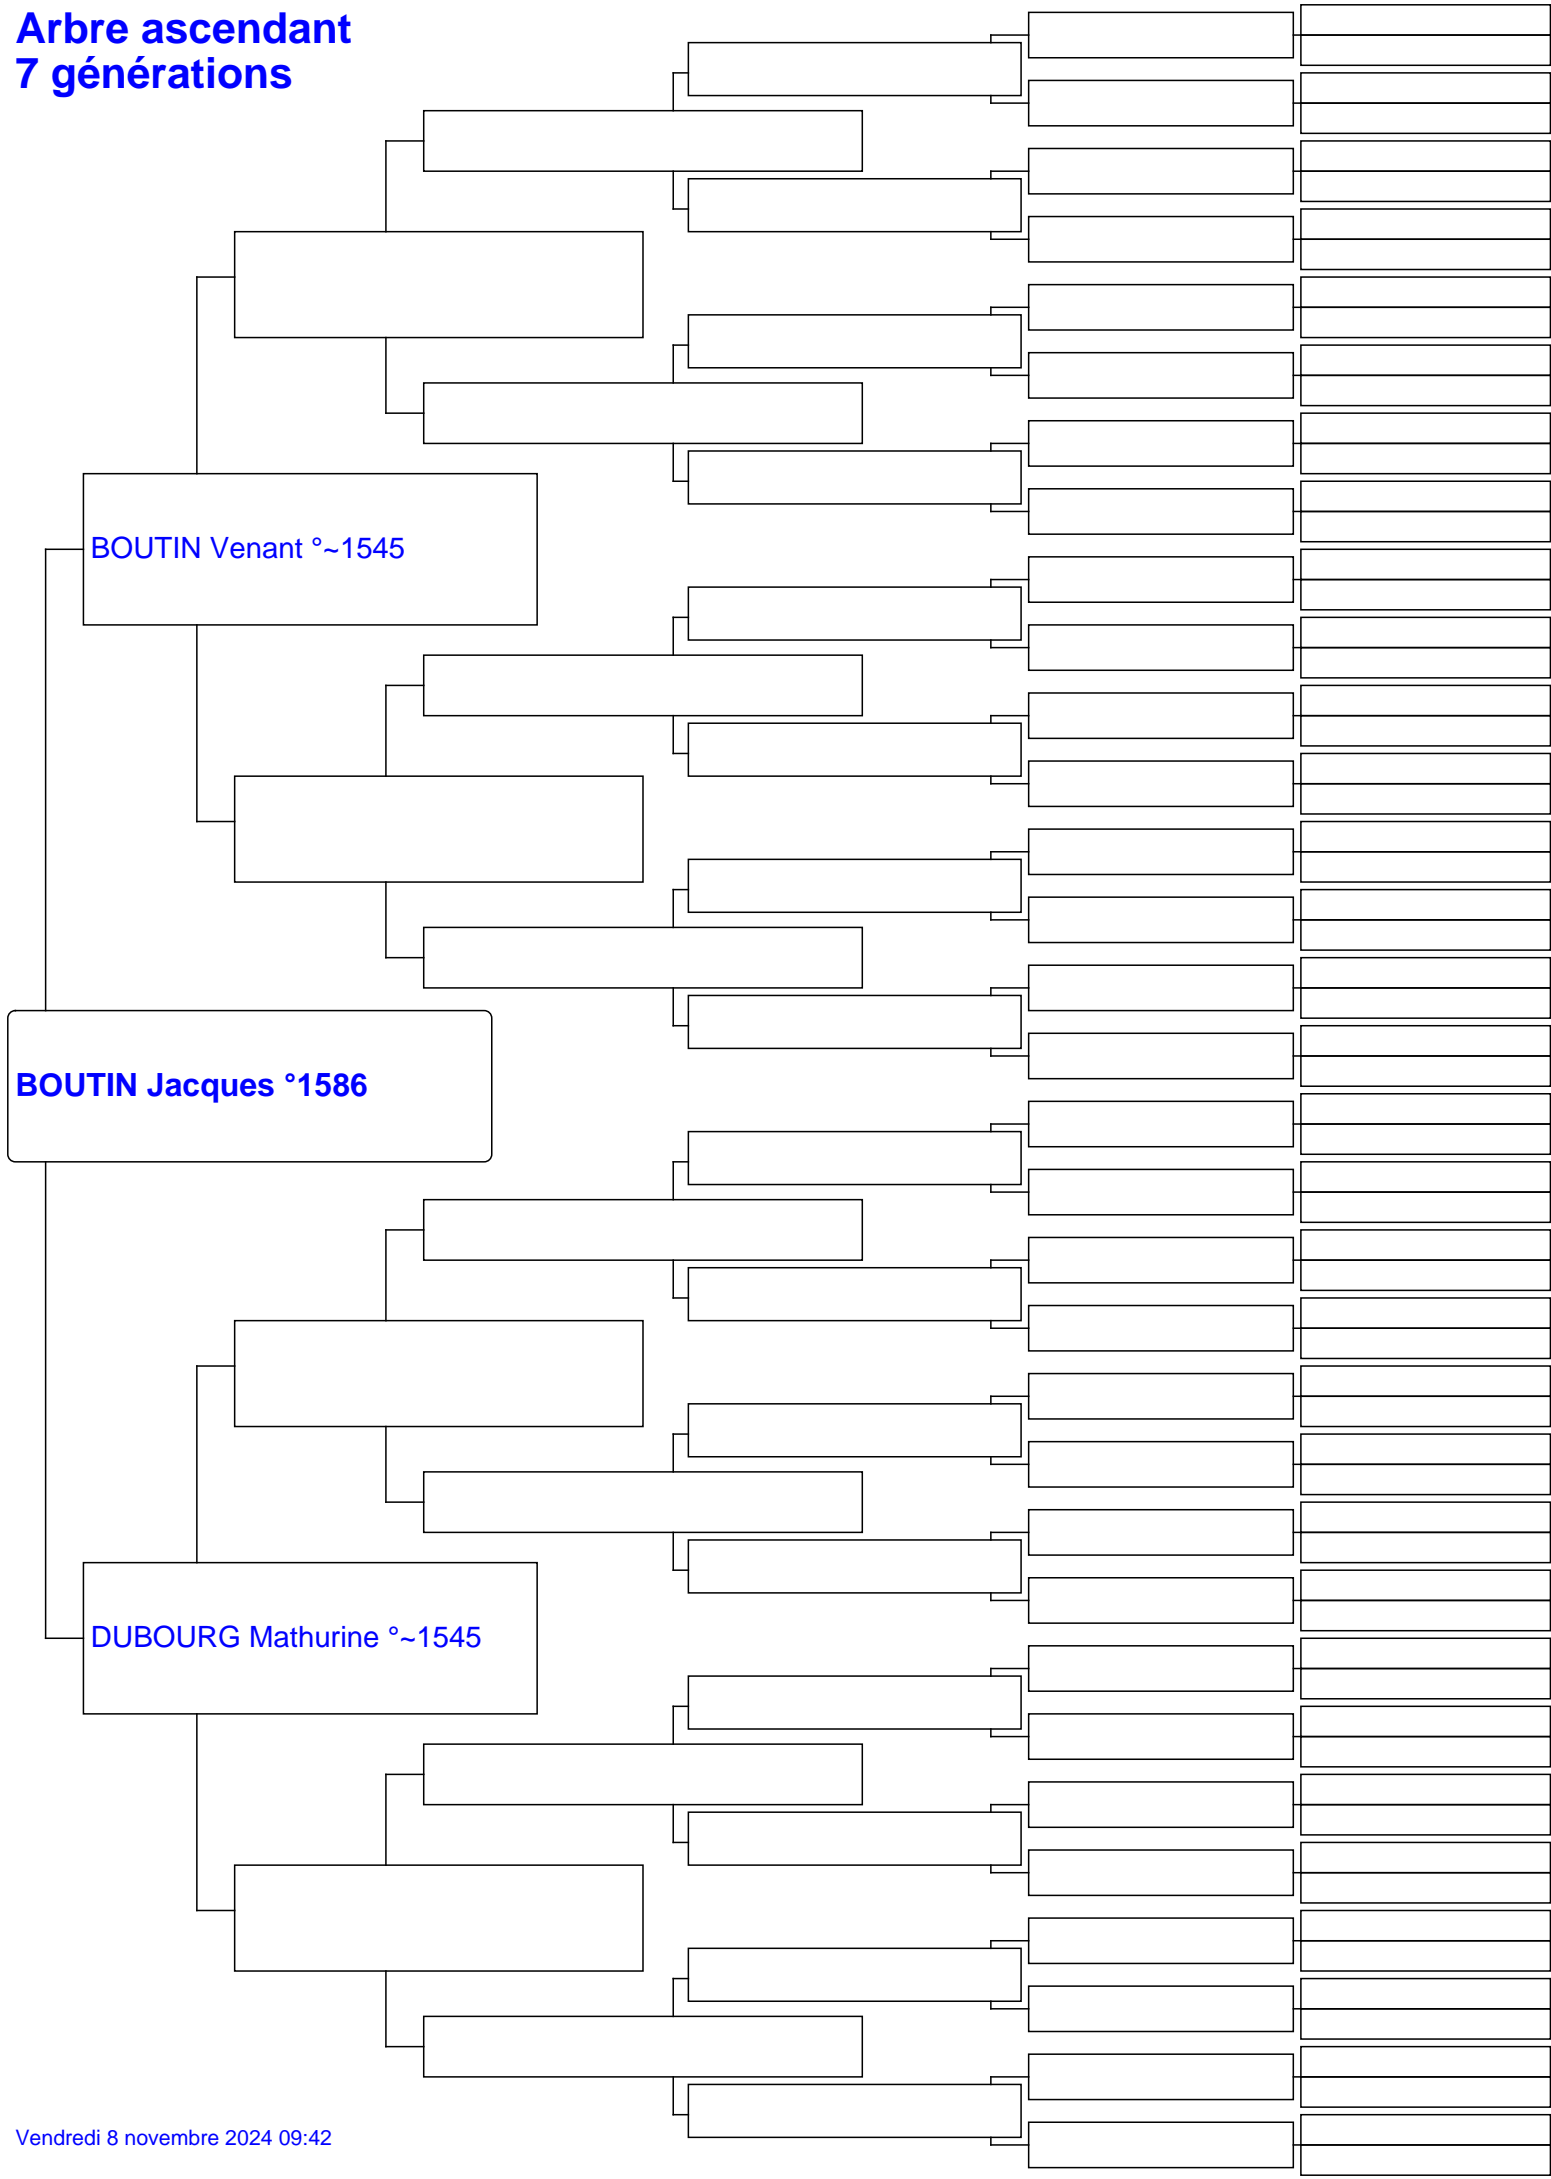 Arbre ascendant
7 générations
BOUTIN Venant °~1545
BOUTIN Jacques °1586
DUBOURG Mathurine °~1545
Vendredi 8 novembre 2024 09:42